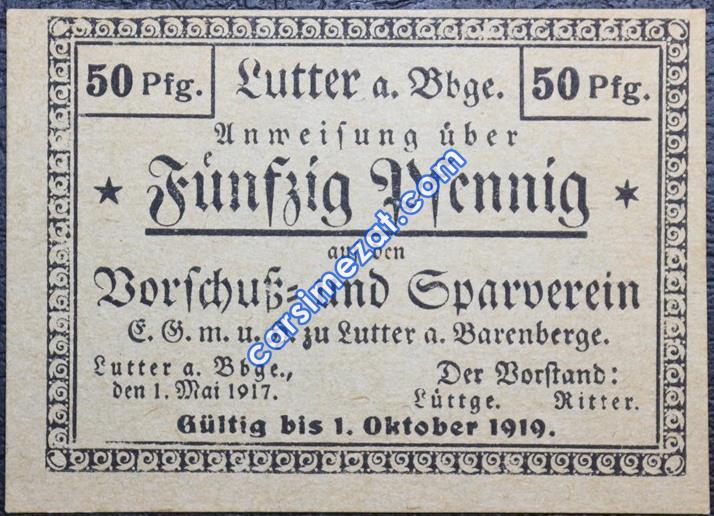 50 Pfg. Lutter a. Bbge. 50 Pfg.
Anweisung über
Fünfzig Pfennig
auf den
Vorschuß- und Sparverein
E. G. m. u. zu Lutter a. Barenberge.
Lutter a. Bbge.,
den 1. Mai 1917.
Der Vorstand:
Lüttge. Ritter.
Gültig bis 1. Oktober 1919.
carsimezat.com